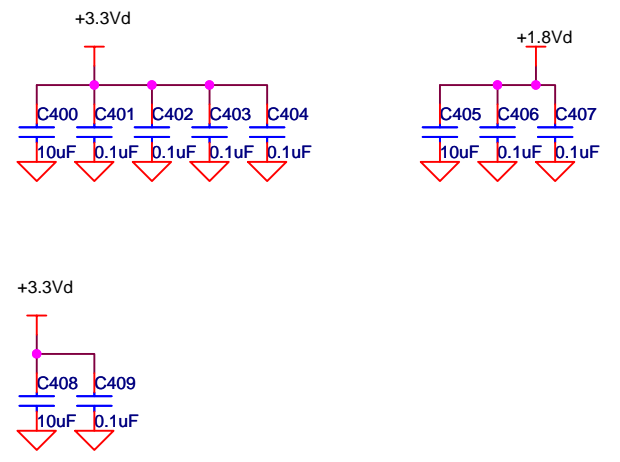 +3.3Vd
+1.8Vd
C400 C401 C402 C403 C404 C405 C406 C407
10uF 0.1uF 0.1uF 0.1uF 0.1uF 10uF 0.1uF 0.1uF
+3.3Vd
C408 C409
10uF 0.1uF